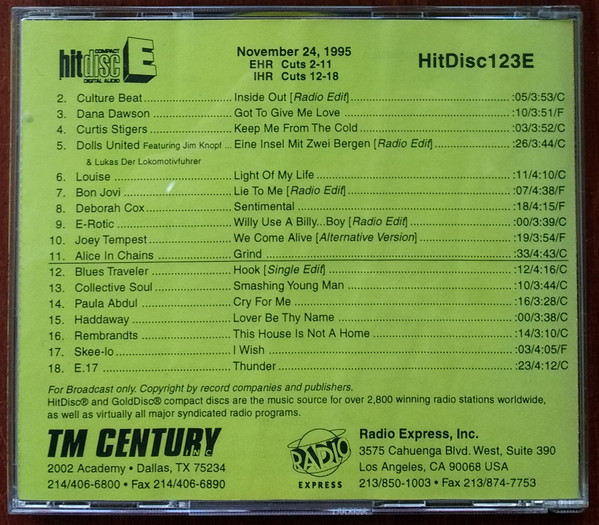 COMPACT
hitdisc E
DIGITAL AUDIO
November 24, 1995
EHR Cuts 2-11
IHR Cuts 12-18
HitDisc123E
2. Culture Beat Inside Out [Radio Edit] :05/3:53/C
3. Dana Dawson Got To Give Me Love :10/3:51/F
4. Curtis Stigers Keep Me From The Cold :03/3:52/C
5. Dolls United Featuring Jim Knopf ... Eine Insel Mit Zwei Bergen [Radio Edit] :26/3:44/C
& Lukas Der Lokomotivfuhrer
6. Louise Light Of My Life :11/4:10/C
7. Bon Jovi Lie To Me [Radio Edit] :07/4:38/F
8. Deborah Cox Sentimental :18/4:15/F
9. E-Rotic Willy Use A Billy...Boy [Radio Edit] :00/3:39/C
10. Joey Tempest We Come Alive [Alternative Version] :19/3:54/F
11. Alice In Chains Grind :33/4:43/C
12. Blues Traveler Hook [Single Edit] :12/4:16/C
13. Collective Soul Smashing Young Man :10/3:44/C
14. Paula Abdul Cry For Me :16/3:28/C
15. Haddaway Lover Be Thy Name :00/3:38/C
16. Rembrandts This House Is Not A Home :14/3:10/C
17. Skee-lo I Wish :03/4:05/F
18. E.17 Thunder :23/4:12/C
For Broadcast only. Copyright by record companies and publishers.
HitDisc® and GoldDisc® compact discs are the music source for over 2,800 winning radio stations worldwide,
as well as virtually all major syndicated radio programs.
TM CENTURY INC
2002 Academy • Dallas, TX 75234
214/406-6800 • Fax 214/406-6890
RADIO
EXPRESS
Radio Express, Inc.
3575 Cahuenga Blvd. West, Suite 390
Los Angeles, CA 90068 USA
213/850-1003 • Fax 213/874-7753